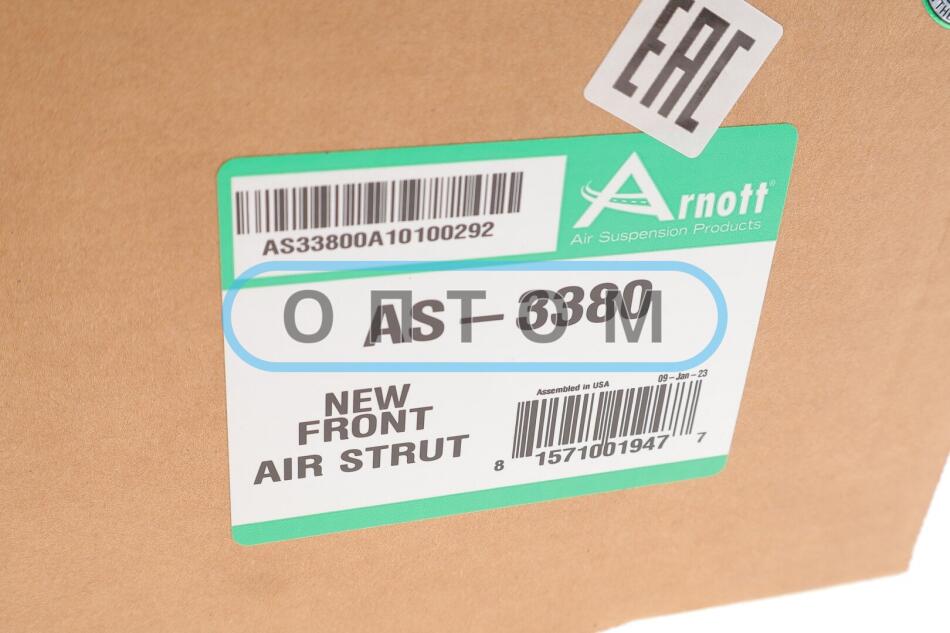 EAC
Arnott®
Air Suspension Products
AS33800A10100292
AS-3380
ОПТОМ
NEW
FRONT
AIR STRUT
09-Jan-23
Assembled in USA
8 1571001947 7